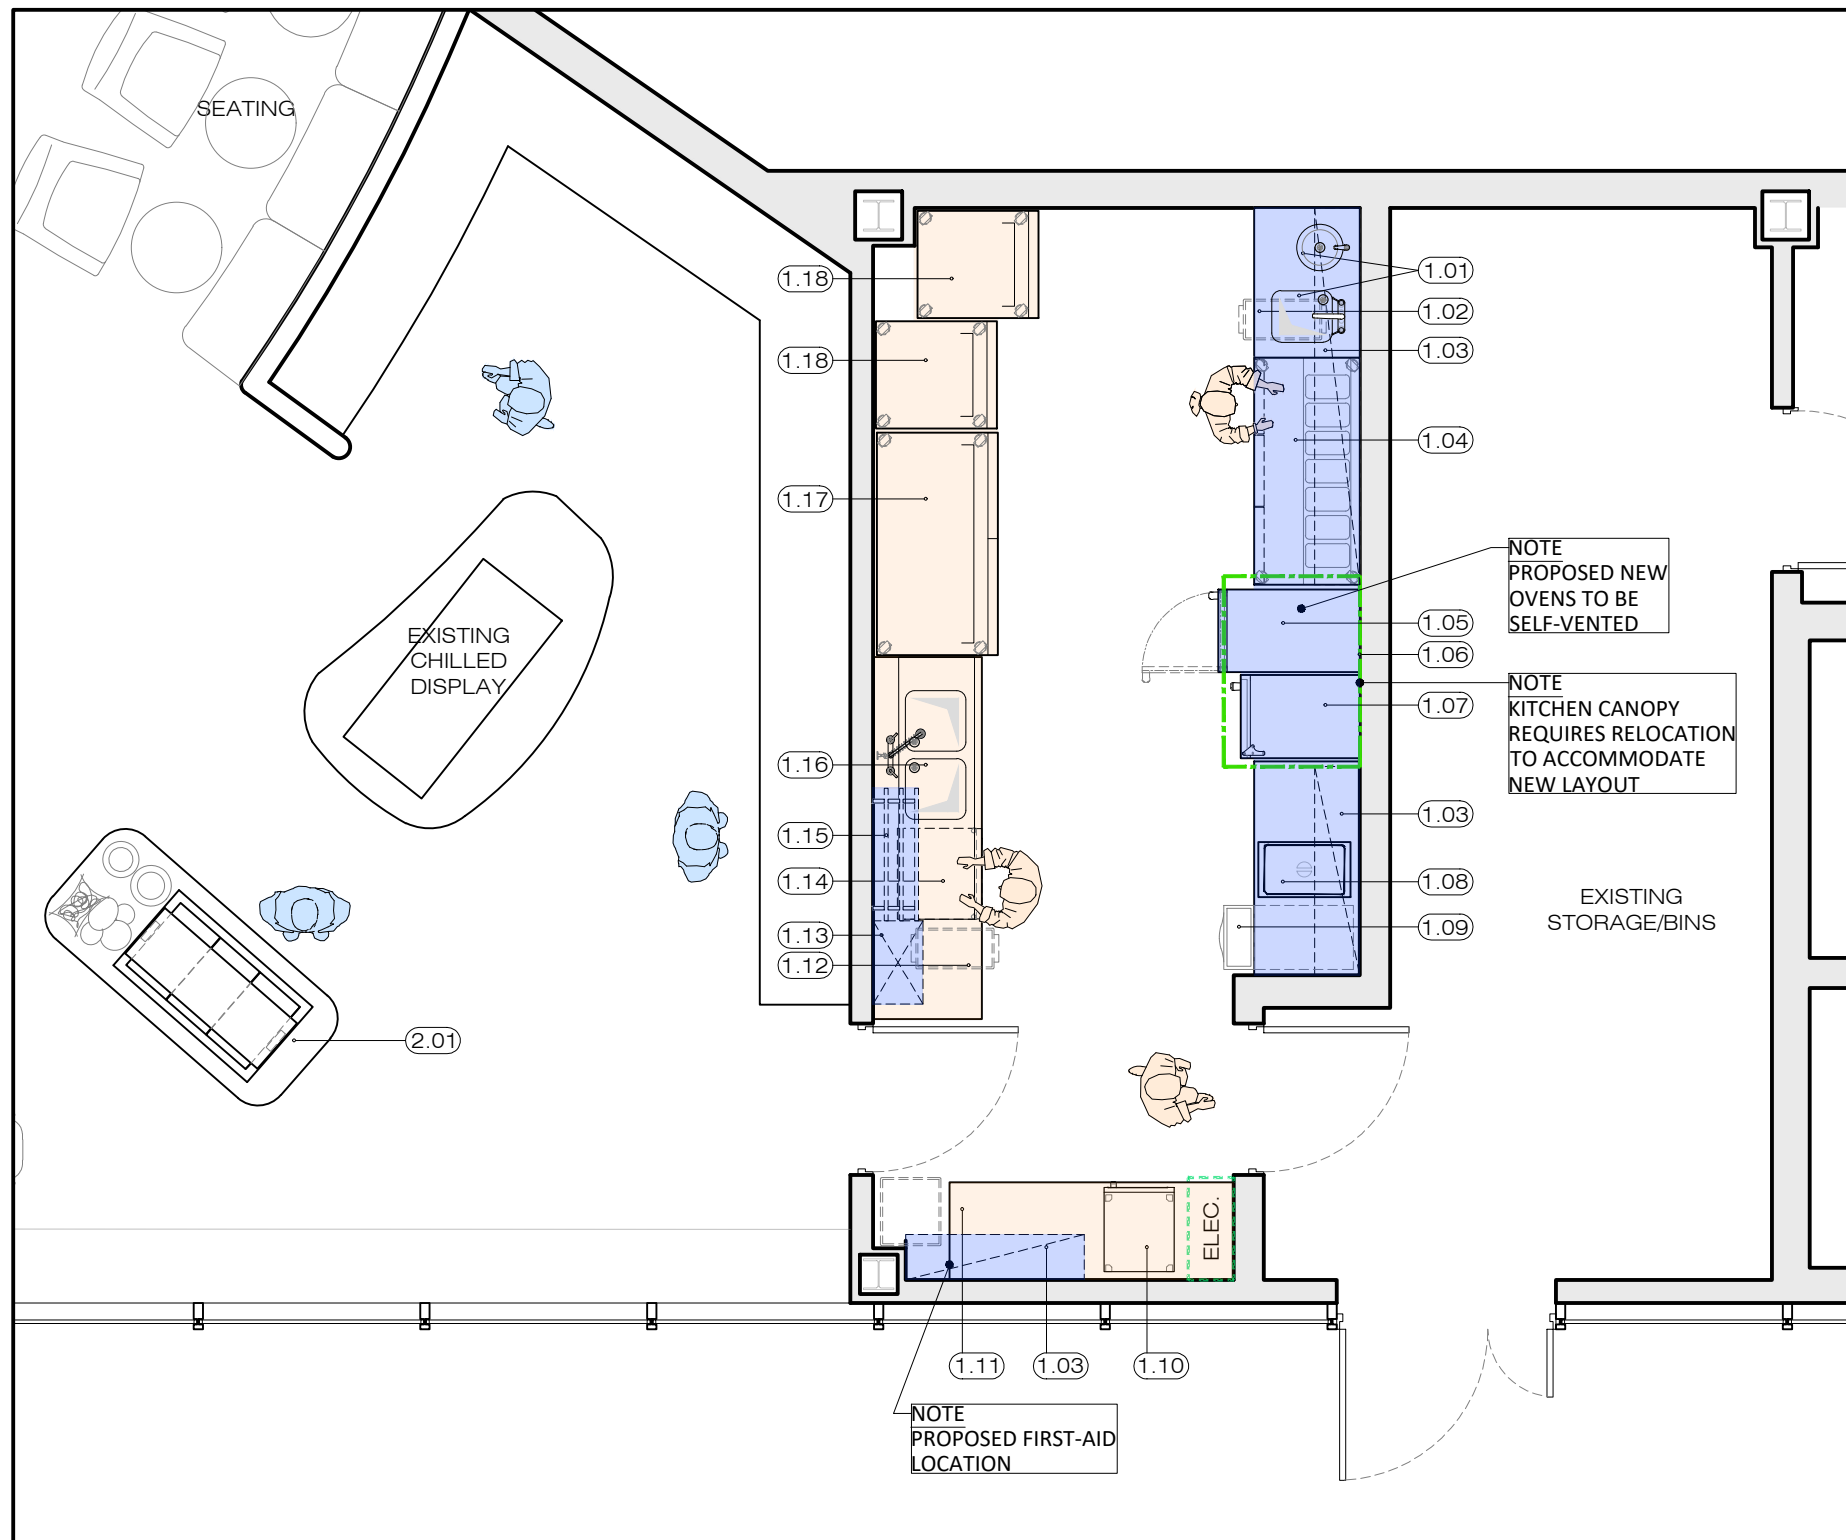 SEATING
1.18
1.01
1.02
1.03
1.18
1.04
1.17
NOTE
PROPOSED NEW
OVENS TO BE
SELF-VENTED
1.05
1.06
EXISTING
CHILLED
DISPLAY
NOTE
KITCHEN CANOPY
REQUIRES RELOCATION
TO ACCOMMODATE
NEW LAYOUT
1.07
1.16
1.03
1.15
1.14
1.08
EXISTING
STORAGE/BINS
1.13
1.09
1.12
2.01
ELEC.
1.11
1.03
1.10
NOTE
PROPOSED FIRST-AID
LOCATION